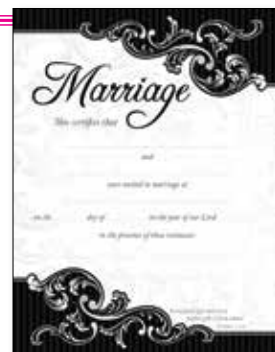 Marriage
This certifies that
and
were united in marriage at
on the day of in the year of our Lord
in the presence of these witnesses